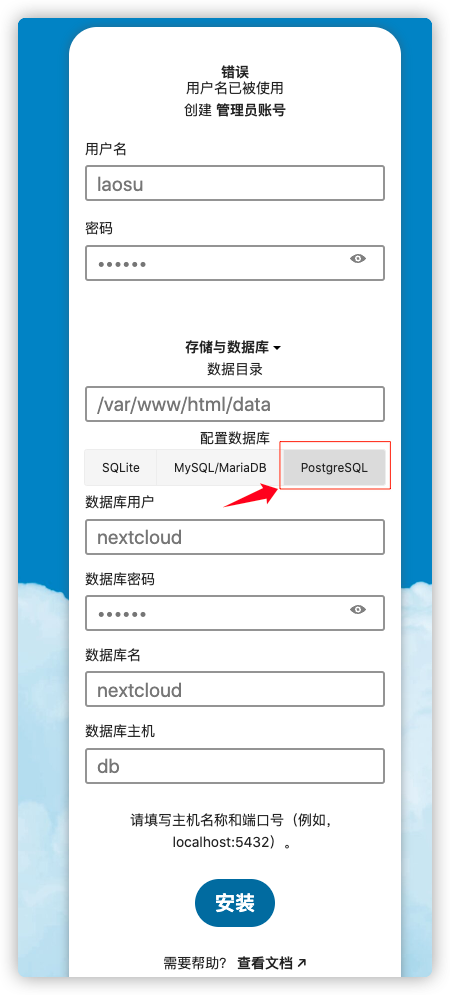 错误
用户名已被使用
创建 管理员账号
用户名
laosu
密码
••••••
存储与数据库
数据目录
/var/www/html/data
配置数据库
SQLite MySQL/MariaDB PostgreSQL
数据库用户
nextcloud
数据库密码
••••••
数据库名
nextcloud
数据库主机
db
请填写主机名称和端口号（例如，
localhost:5432）。
安装
需要帮助？ 查看文档 ↗